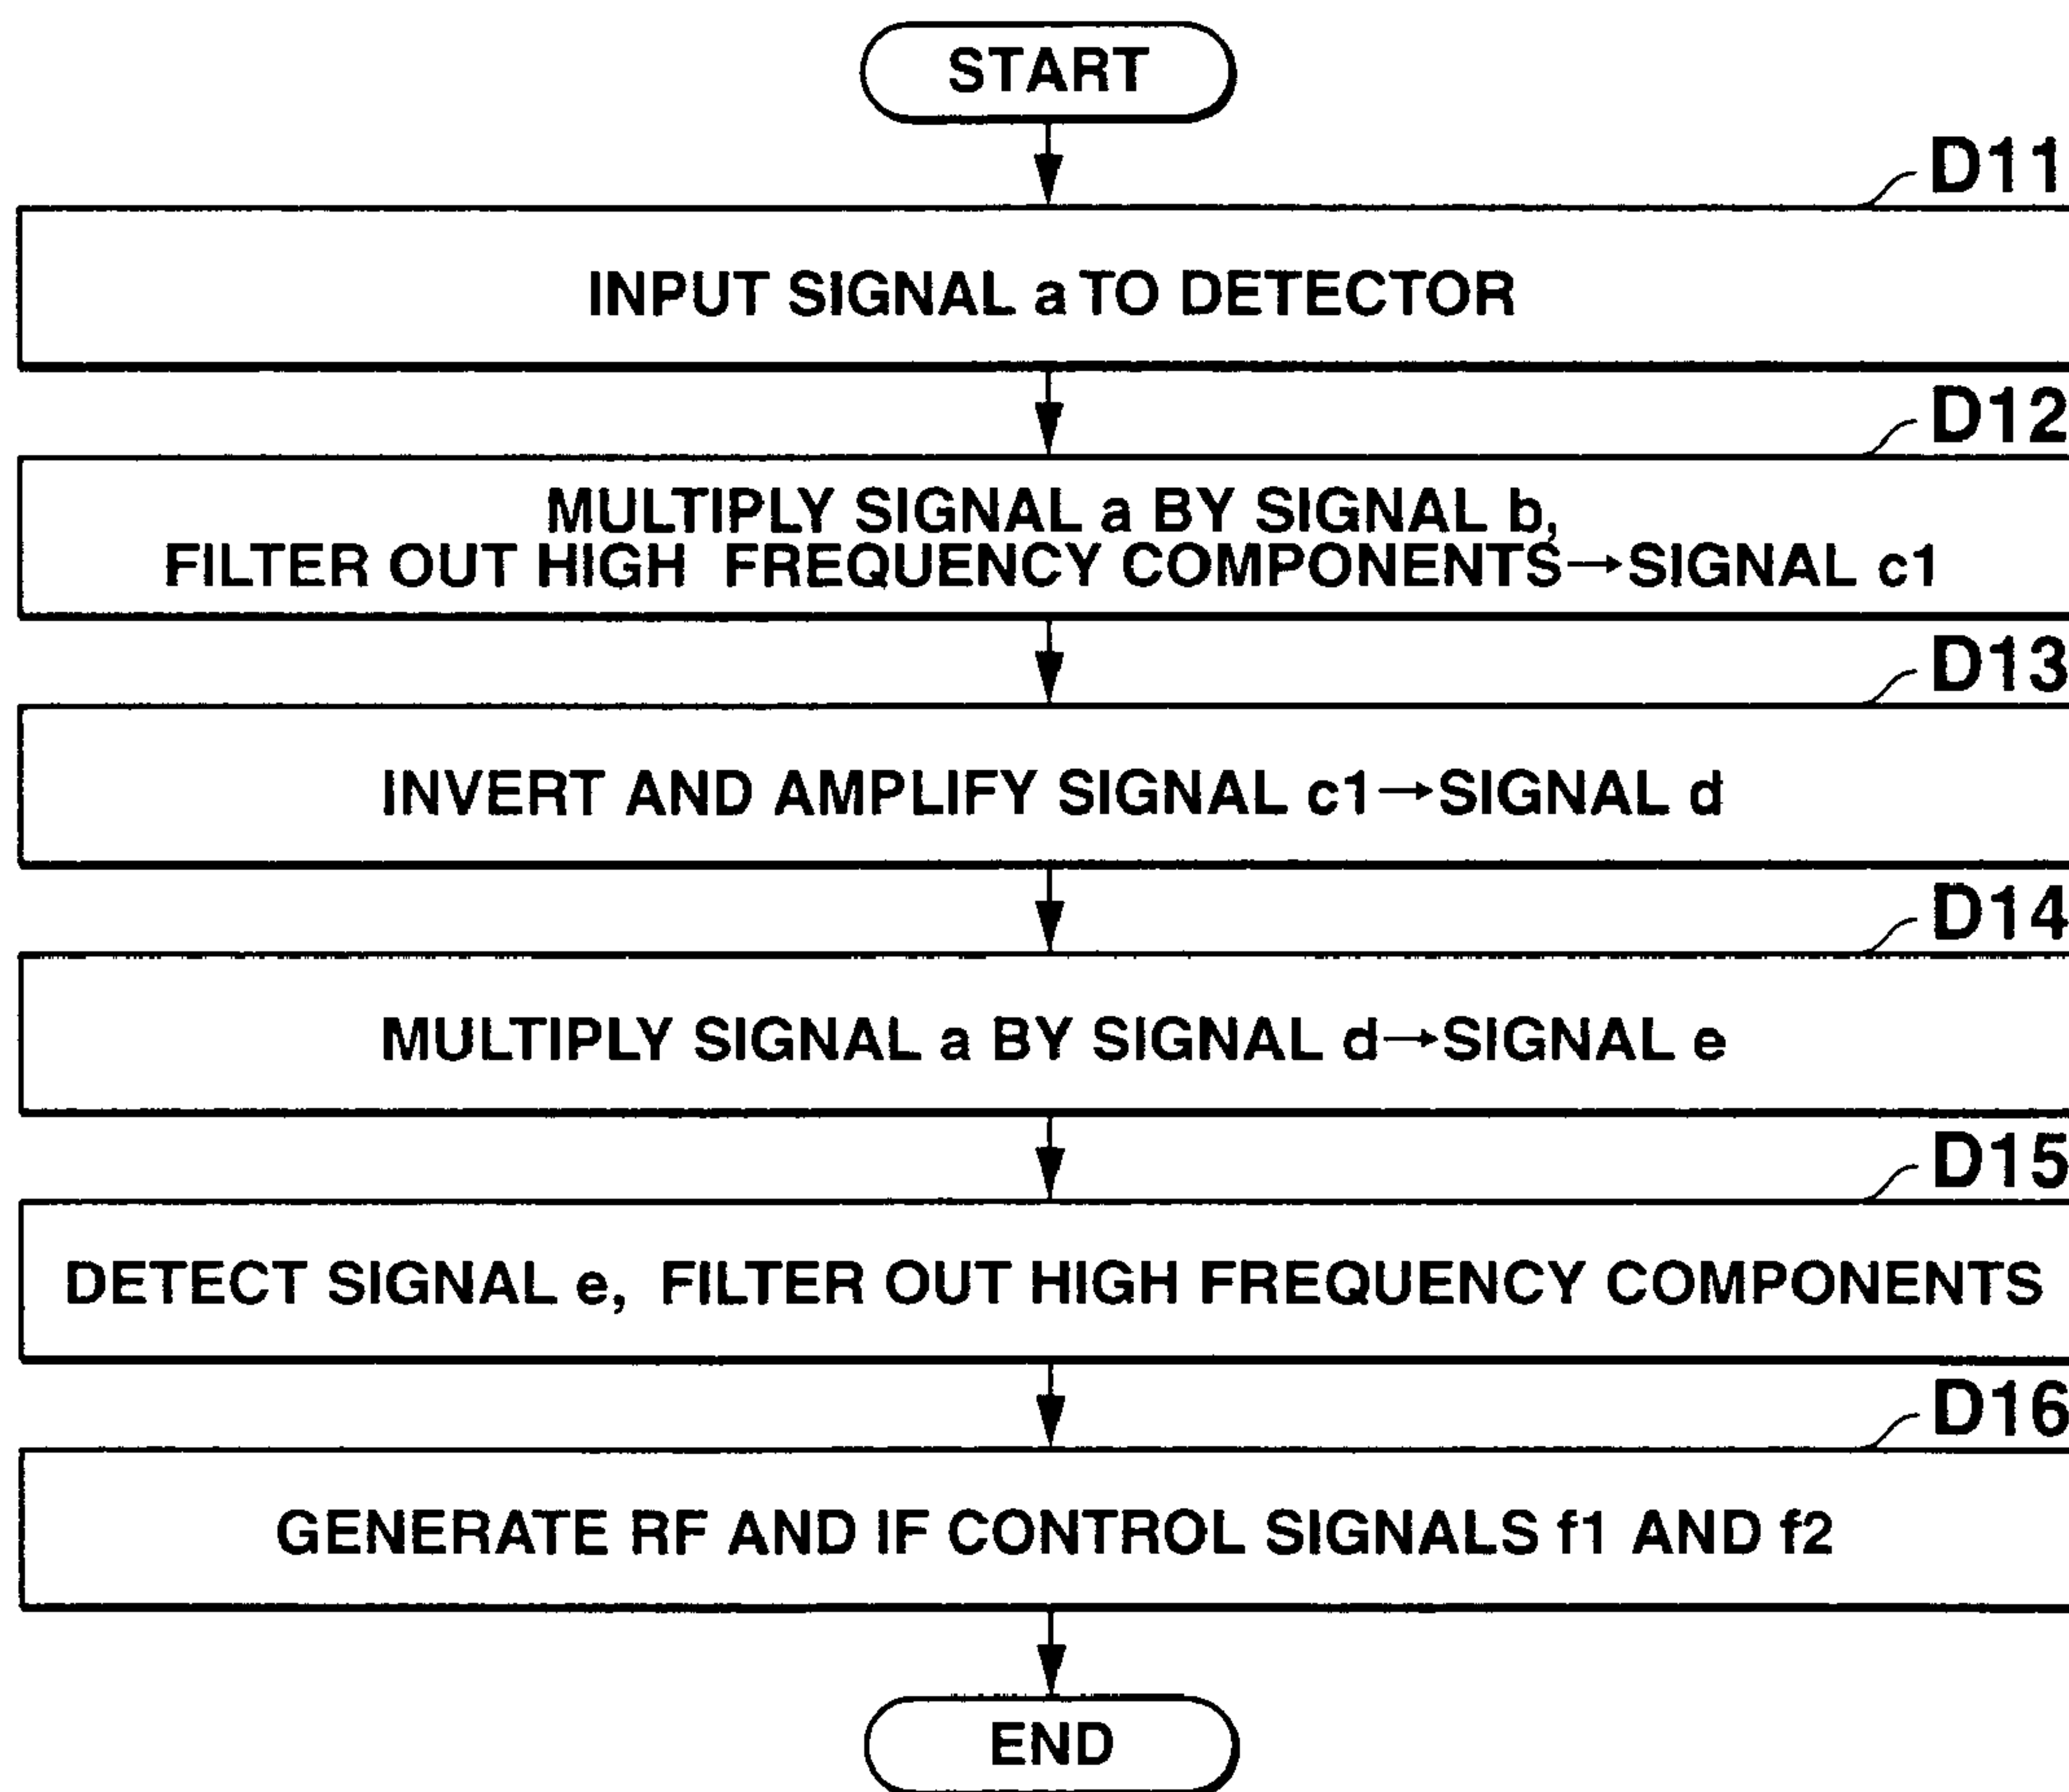 START
D11
INPUT SIGNAL a TO DETECTOR
D12
MULTIPLY SIGNAL a BY SIGNAL b,
FILTER OUT HIGH FREQUENCY COMPONENTS→SIGNAL c1
D13
INVERT AND AMPLIFY SIGNAL c1→SIGNAL d
D14
MULTIPLY SIGNAL a BY SIGNAL d→SIGNAL e
D15
DETECT SIGNAL e, FILTER OUT HIGH FREQUENCY COMPONENTS
D16
GENERATE RF AND IF CONTROL SIGNALS f1 AND f2
END